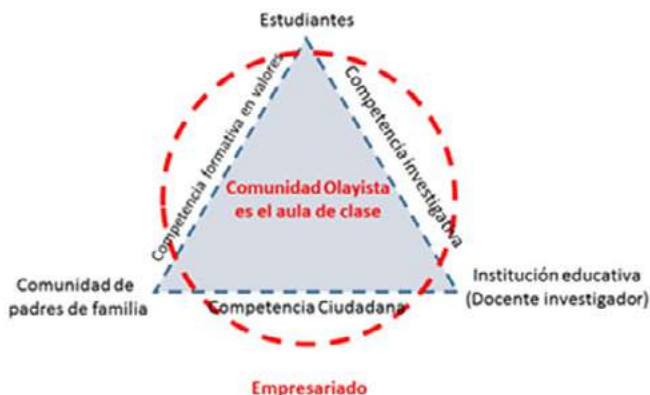 Estudiantes
Competencia formativa en valores
Competencia investigativa
Comunidad Olayista
es el aula de clase
Comunidad de
padres de familia
Institución educativa
(Docente investigador)
Competencia Ciudadana
Empresariado